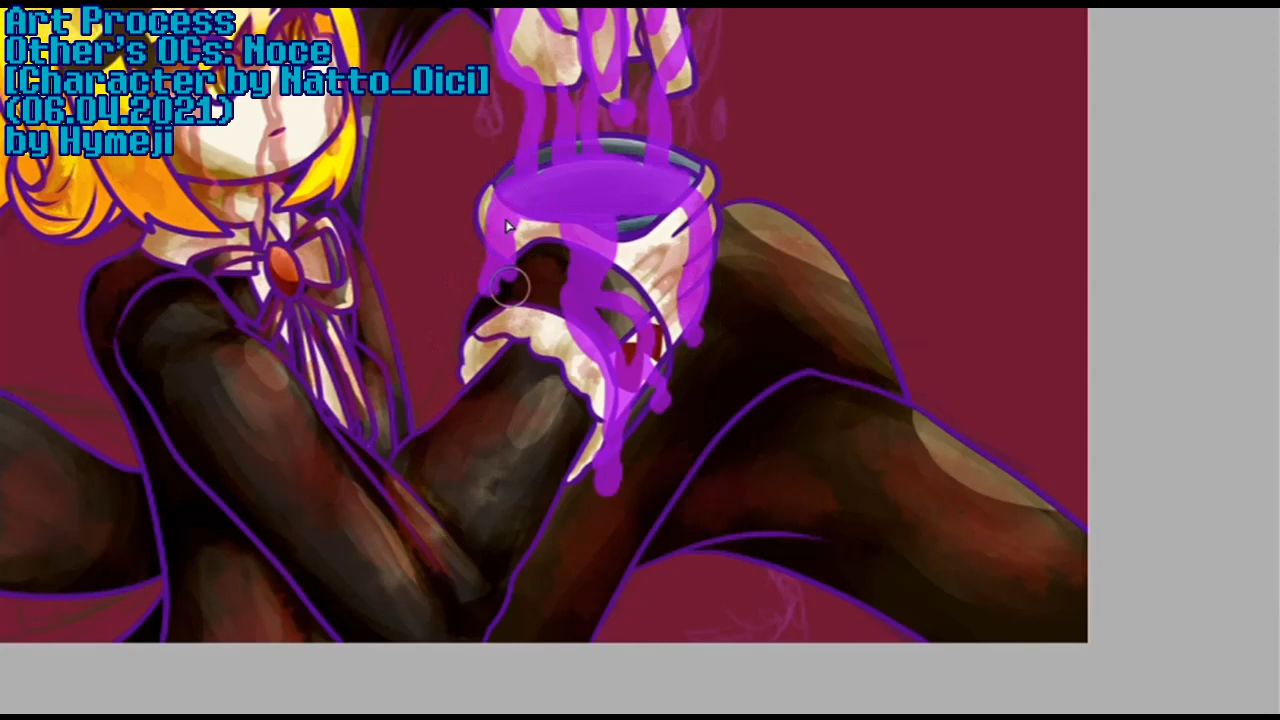 Art Process
Other's OCs: Noce
[Character by Natto_Oici]
(06.04.2021)
by Hymeji